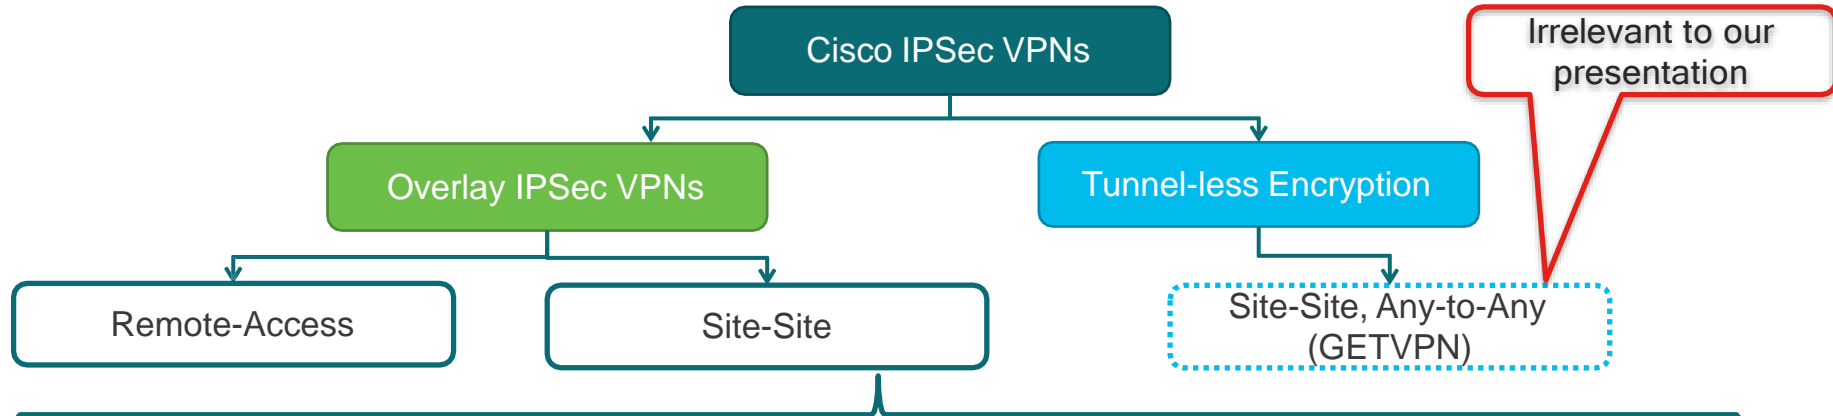 Cisco IPSec VPNs
Irrelevant to our
presentation
Overlay IPSec VPNs
Tunnel-less Encryption
Remote-Access
Site-Site
Site-Site, Any-to-Any
(GETVPN)